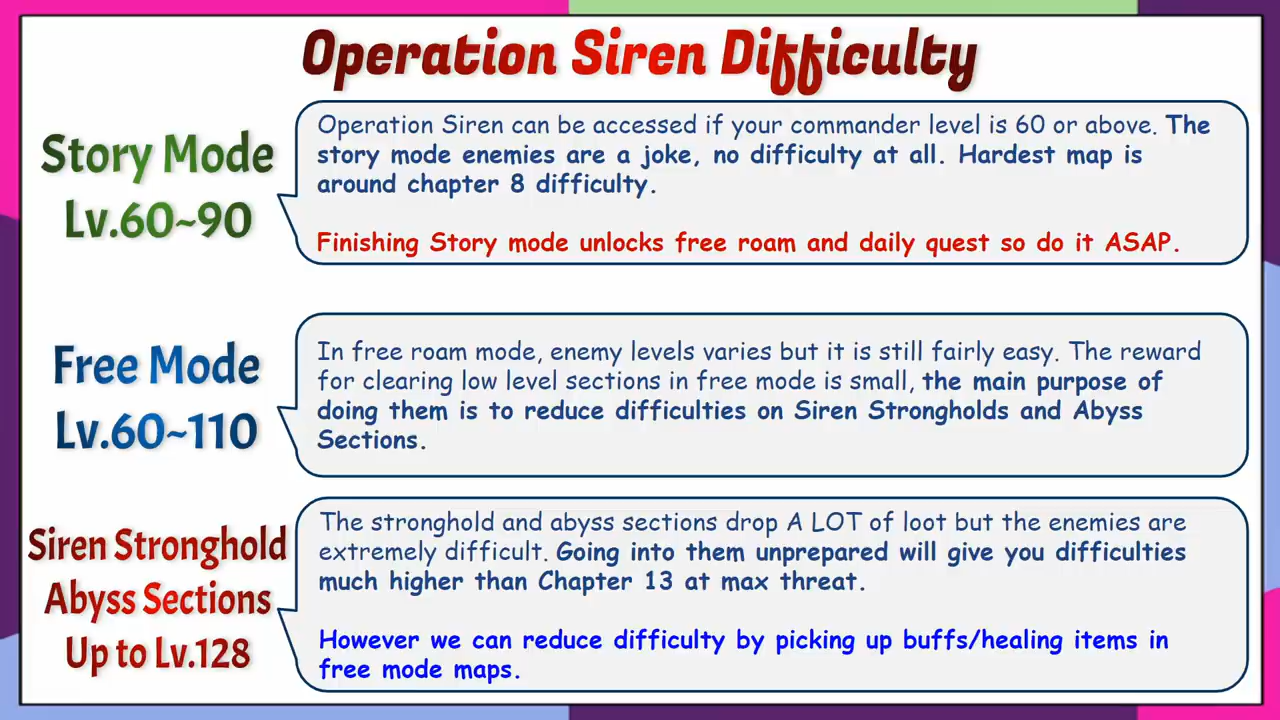 Operation Siren Difficulty
Story Mode
Lv.60~90
Operation Siren can be accessed if your commander level is 60 or above. The
story mode enemies are a joke, no difficulty at all. Hardest map is
around chapter 8 difficulty.
Finishing Story mode unlocks free roam and daily quest so do it ASAP.
Free Mode
Lv.60~110
In free roam mode, enemy levels varies but it is still fairly easy. The reward
for clearing low level sections in free mode is small, the main purpose of
doing them is to reduce difficulties on Siren Strongholds and Abyss
Sections.
Siren Stronghold
Abyss Sections
Up to Lv.128
The stronghold and abyss sections drop A LOT of loot but the enemies are
extremely difficult. Going into them unprepared will give you difficulties
much higher than Chapter 13 at max threat.
However we can reduce difficulty by picking up buffs/healing items in
free mode maps.